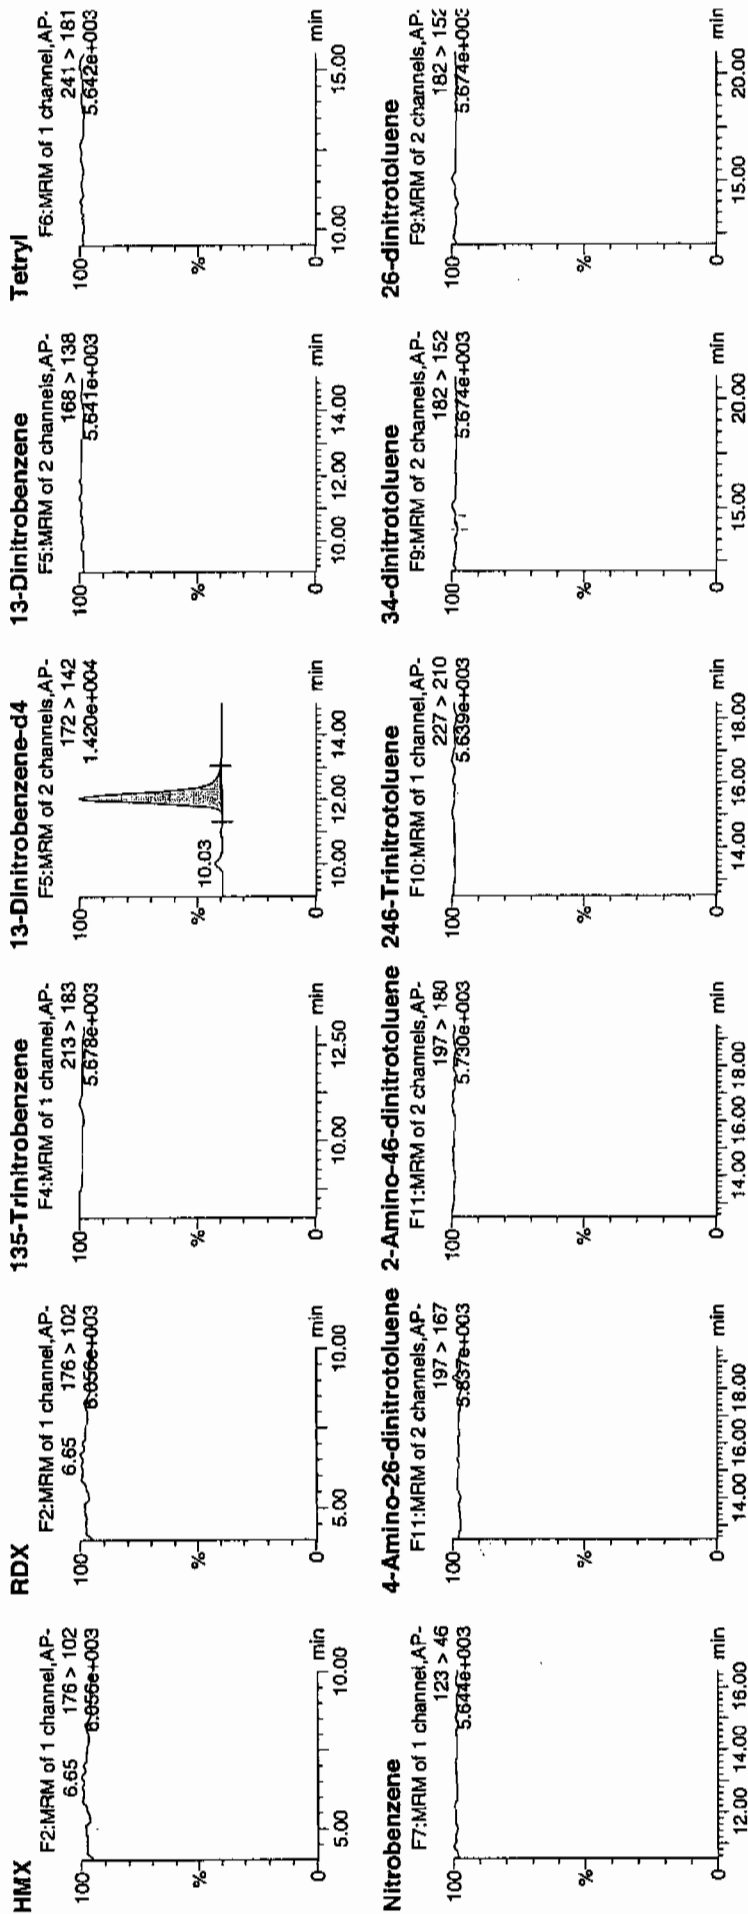 HMX
F2:MRM of 1 channel,AP-
176 > 102
6.056e+003
6.65
100
%
0
5.00
10.00
min
RDX
F2:MRM of 1 channel,AP-
176 > 102
6.056e+003
6.65
100
%
0
5.00
10.00
min
135-Trinitrobenzene
F4:MRM of 1 channel,AP-
213 > 183
5.678e+003
100
%
0
10.00
12.50
min
13-Dinitrobenzene-d4
F5:MRM of 2 channels,AP-
172 > 142
1.420e+004
100
%
10.03
0
10.00
12.00
14.00
min
13-Dinitrobenzene
F5:MRM of 2 channels,AP-
168 > 138
5.641e+003
100
%
0
10.00
12.00
14.00
min
Tetryl
F6:MRM of 1 channel,AP-
241 > 181
5.642e+003
100
%
0
10.00
15.00
min
Nitrobenzene
F7:MRM of 1 channel,AP-
123 > 46
5.644e+003
100
%
0
12.00
14.00
16.00
min
4-Amino-26-dinitrotoluene
F11:MRM of 2 channels,AP-
197 > 167
5.837e+003
100
%
0
14.00
16.00
18.00
min
2-Amino-46-dinitrotoluene
F11:MRM of 2 channels,AP-
197 > 180
5.730e+003
100
%
0
14.00
16.00
18.00
min
246-Trinitrotoluene
F10:MRM of 1 channel,AP-
227 > 210
5.639e+003
100
%
0
14.00
16.00
18.00
min
34-dinitrotoluene
F9:MRM of 2 channels,AP-
182 > 152
5.674e+003
100
%
0
15.00
20.00
min
26-dinitrotoluene
F9:MRM of 2 channels,AP-
182 > 152
5.674e+003
100
%
0
15.00
20.00
min